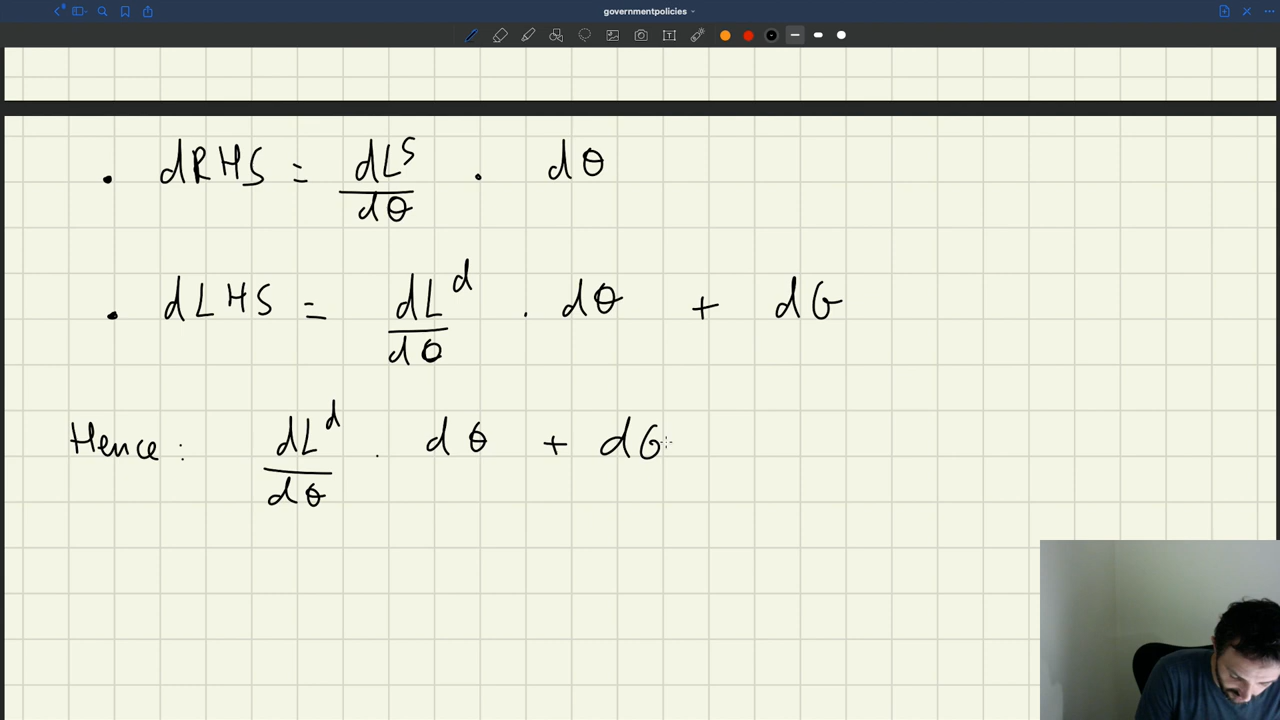 governmentpolicies
. dRHS = dL^S/dθ . dθ
. dLHS = dL^d/dθ . dθ + dG
Hence : dL^d/dθ . dθ + dG